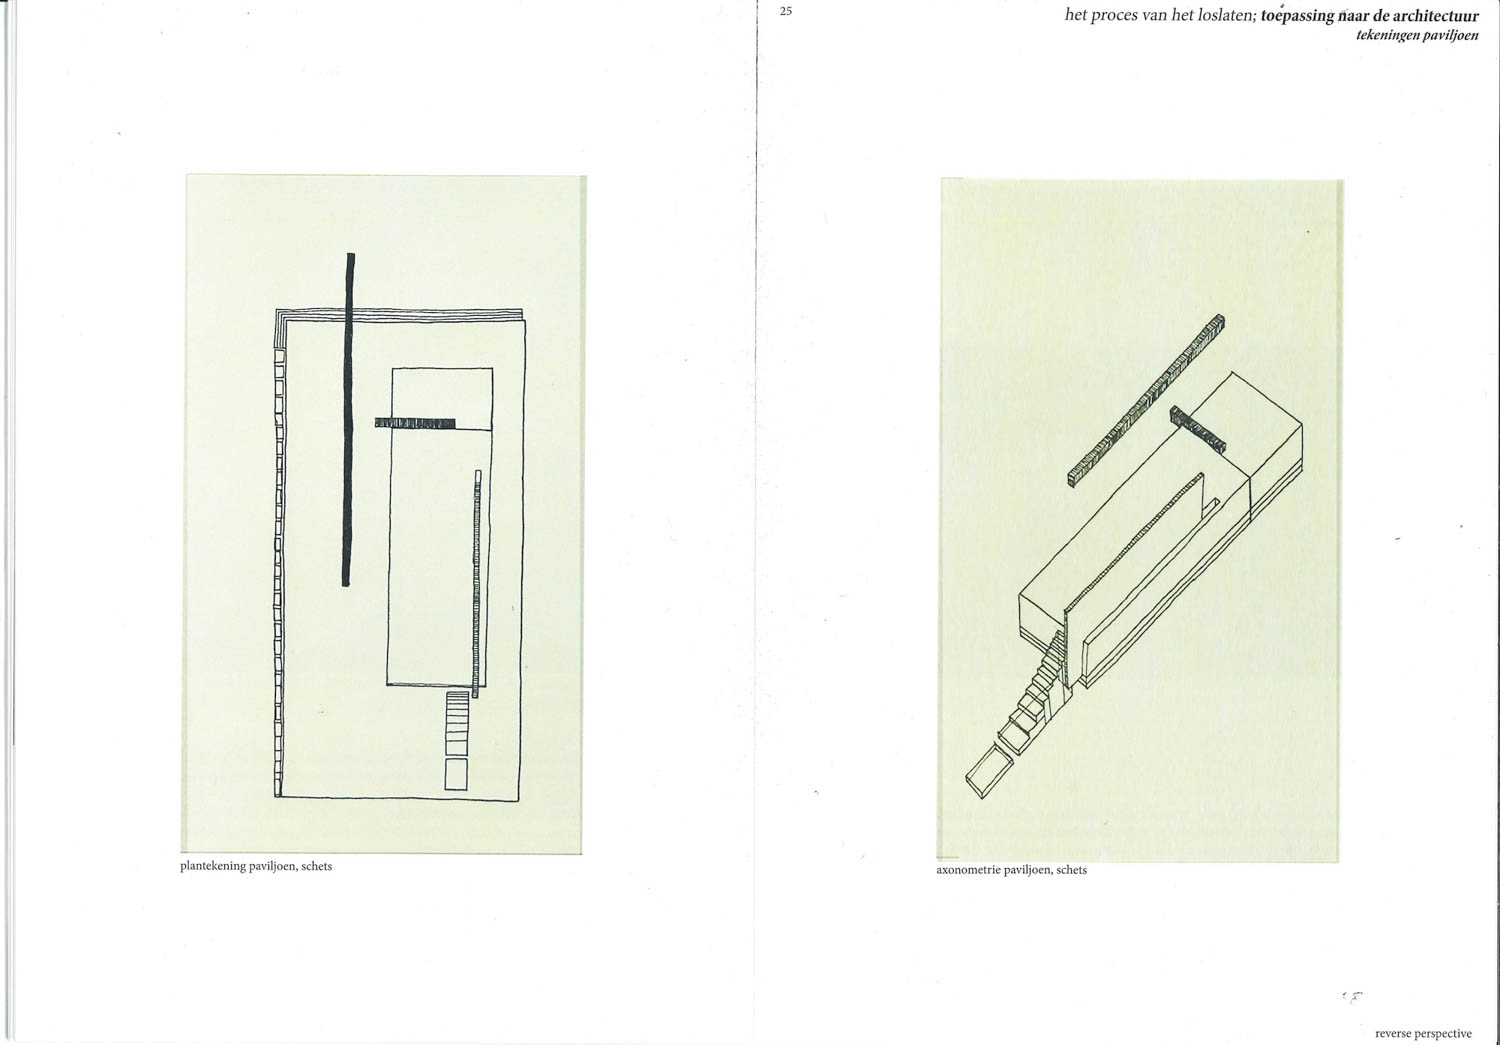 25
het proces van het loslaten; toepassing naar de architectuur
tekeningen paviljoen
plantekening paviljoen, schets
axonometrie paviljoen, schets
reverse perspective